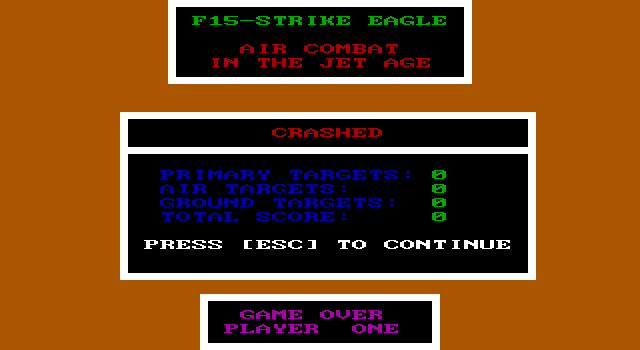 F15-STRIKE EAGLE
AIR COMBAT
IN THE JET AGE
CRASHED
PRIMARY TARGETS: 0
AIR TARGETS: 0
GROUND TARGETS: 0
TOTAL SCORE: 0
PRESS [ESC] TO CONTINUE
GAME OVER
PLAYER ONE